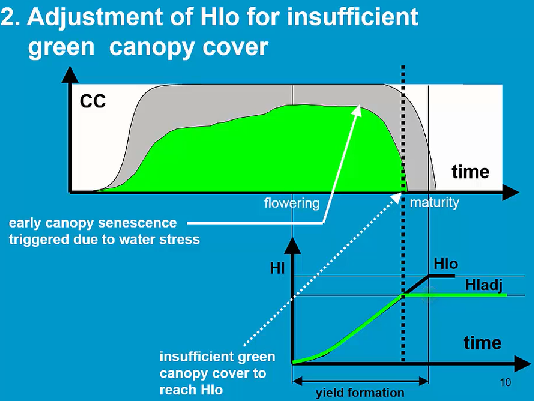 2. Adjustment of HIo for insufficient
green canopy cover
CC
time
flowering
maturity
early canopy senescence
triggered due to water stress
HI
HIo
HIadj
time
insufficient green
canopy cover to
reach HIo
yield formation
10